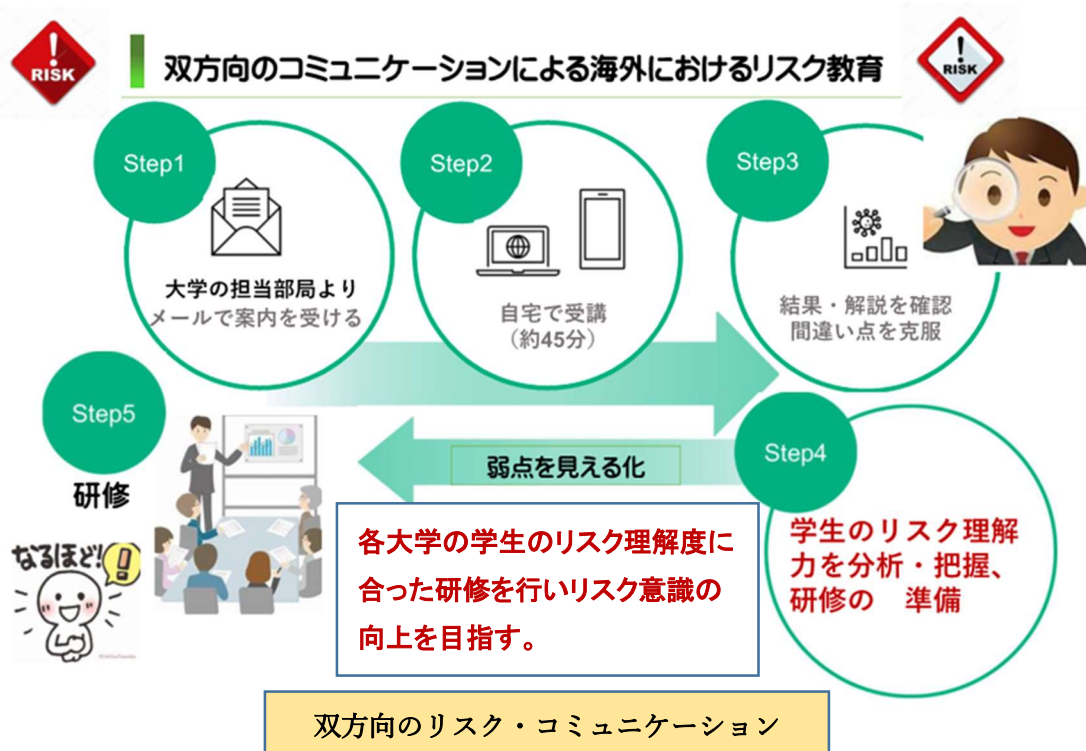 RISK
双方向のコミュニケーションによる海外におけるリスク教育
RISK
Step1
大学の担当部局より
メールで案内を受ける
Step2
自宅で受講
（約45分）
Step3
結果・解説を確認
間違い点を克服
Step4
学生のリスク理解
力を分析・把握、
研修の　準備
弱点を見える化
Step5
研修
なるほど!
各大学の学生のリスク理解度に
合った研修を行いリスク意識の
向上を目指す。
双方向のリスク・コミュニケーション